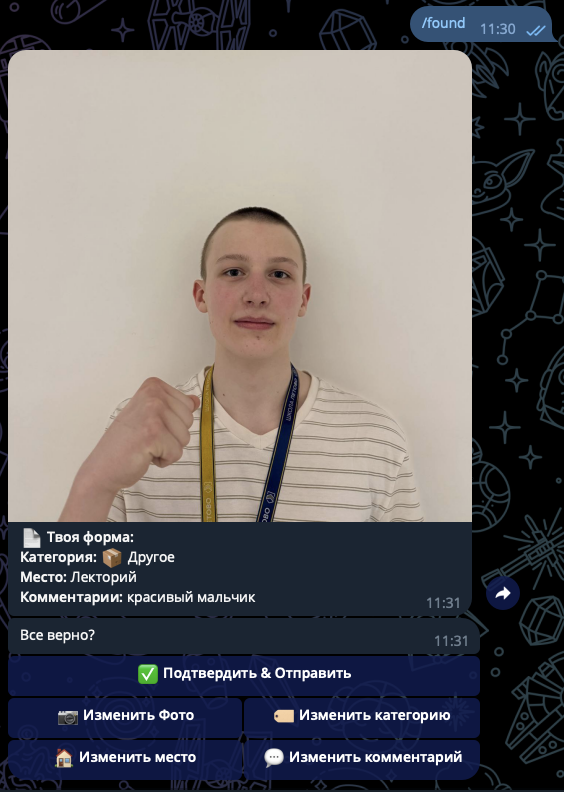 /found 11:30
Твоя форма:
Категория: Другое
Место: Лекторий
Комментарии: красивый мальчик
11:31
Все верно?
11:31
Подтвердить & Отправить
Изменить Фото
Изменить категорию
Изменить место
Изменить комментарий